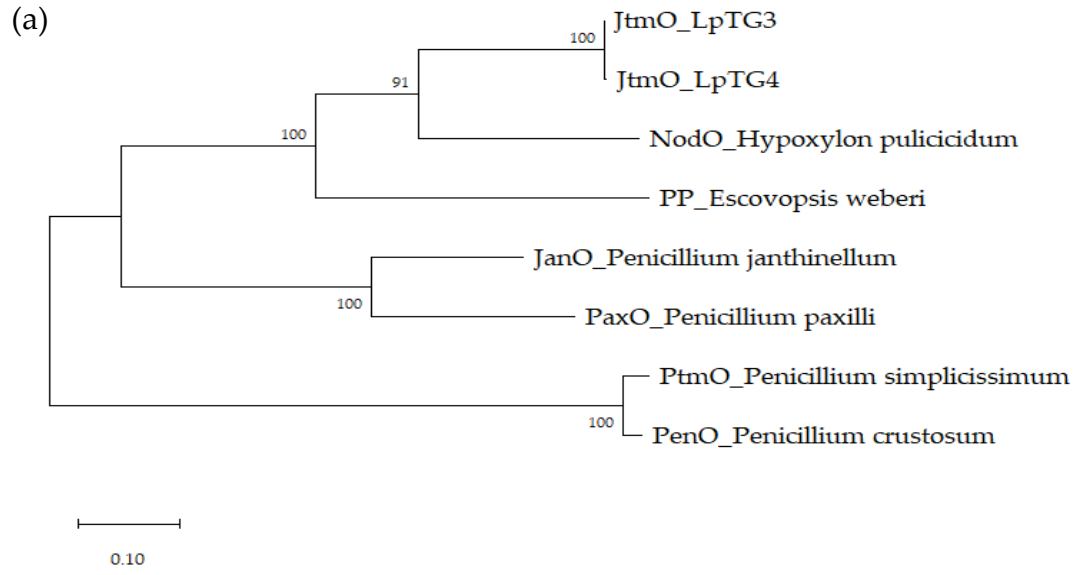 (a)
JtmO_LpTG3
100
JtmO_LpTG4
91
100
NodO_Hypoxylon pulicicidum
PP_Escovopsis weberi
JanO_Penicillium janthinellum
100
PaxO_Penicillium paxilli
PtmO_Penicillium simplicissimum
100
PenO_Penicillium crustosum
0.10